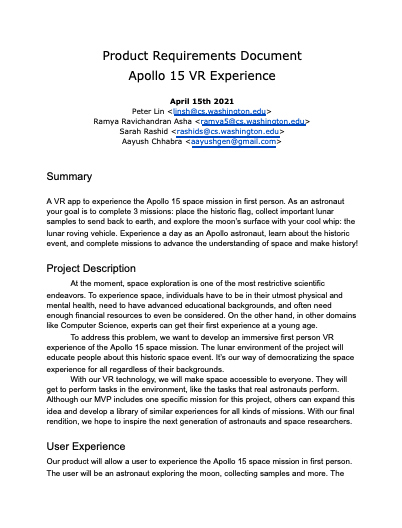 Product Requirements Document
Apollo 15 VR Experience
April 15th 2021
Peter Lin <linsh@cs.washington.edu>
Ramya Ravichandran Asha <ramya5@cs.washington.edu>
Sarah Rashid <rashids@cs.washington.edu>
Aayush Chhabra <aayushgen@gmail.com>
Summary
A VR app to experience the Apollo 15 space mission in first person. As an astronaut
your goal is to complete 3 missions: place the historic flag, collect important lunar
samples to send back to earth, and explore the moon's surface with your cool whip: the
lunar roving vehicle. Experience a day as an Apollo astronaut, learn about the historic
event, and complete missions to advance the understanding of space and make history!
Project Description
At the moment, space exploration is one of the most restrictive scientific
endeavors. To experience space, individuals have to be in their utmost physical and
mental health, need to have advanced educational backgrounds, and often need
enough financial resources to even be considered. On the other hand, in other domains
like Computer Science, experts can get their first experience at a young age.
To address this problem, we want to develop an immersive first person VR
experience of the Apollo 15 space mission. The lunar environment of the project will
educate people about this historic space event. It's our way of democratizing the space
experience for all regardless of their backgrounds.
With our VR technology, we will make space accessible to everyone. They will
get to perform tasks in the environment, like the tasks that real astronauts perform.
Although our MVP includes one specific mission for this project, others can expand this
idea and develop a library of similar experiences for all kinds of missions. With our final
rendition, we hope to inspire the next generation of astronauts and space researchers.
User Experience
Our product will allow a user to experience the Apollo 15 space mission in first person.
The user will be an astronaut exploring the moon, collecting samples and more. The